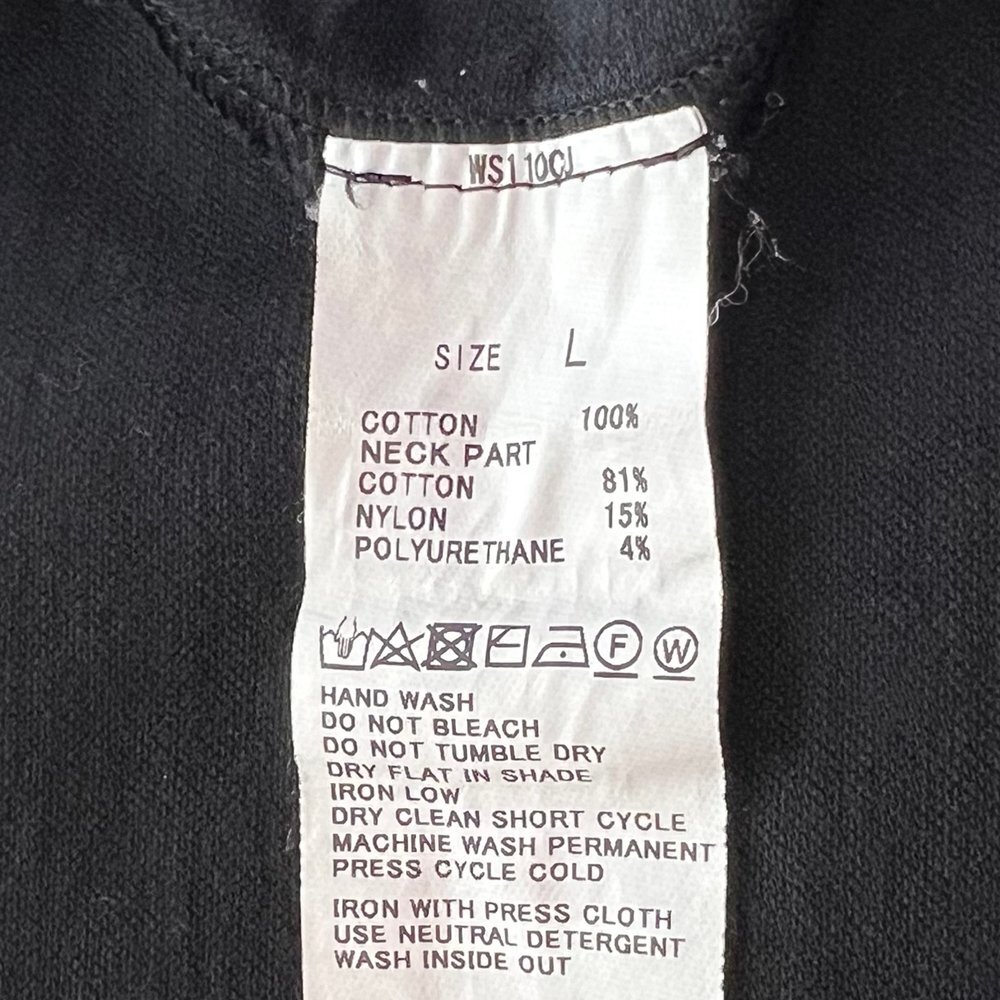 WS110CJ
SIZE L
COTTON 100%
NECK PART
COTTON 81%
NYLON 15%
POLYURETHANE 4%
F W
HAND WASH
DO NOT BLEACH
DO NOT TUMBLE DRY
DRY FLAT IN SHADE
IRON LOW
DRY CLEAN SHORT CYCLE
MACHINE WASH PERMANENT
PRESS CYCLE COLD
IRON WITH PRESS CLOTH
USE NEUTRAL DETERGENT
WASH INSIDE OUT